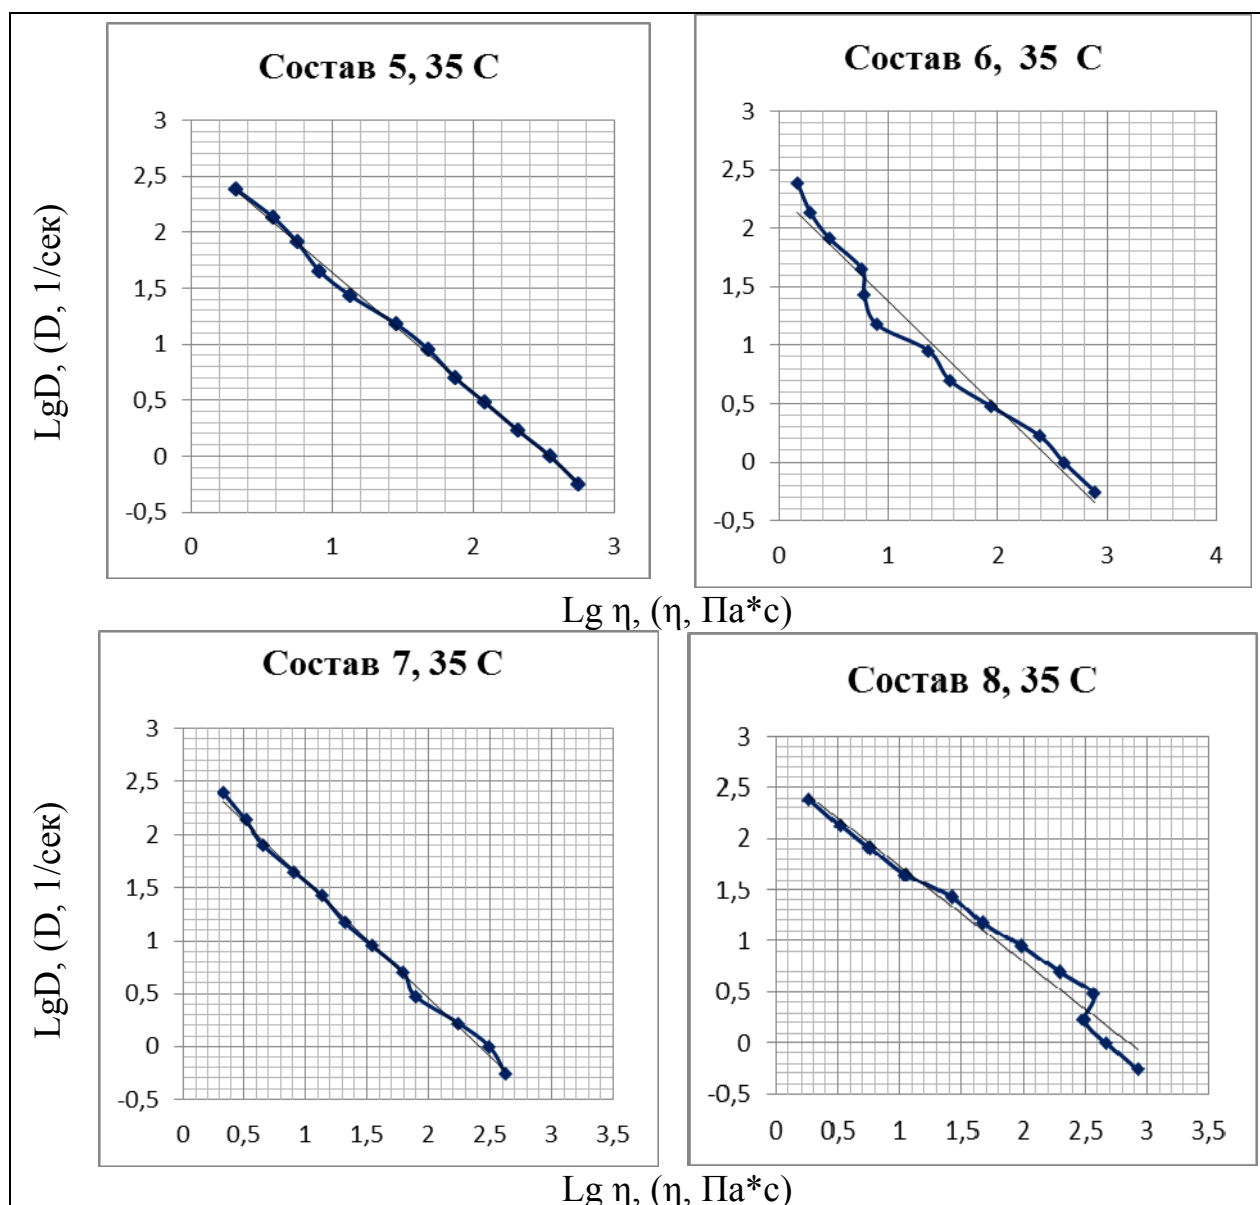 Состав 5, 35 С
3
2,5
2
1,5
1
0,5
0
-0,5
0 1 2 3
Состав 6, 35 С
3
2,5
2
1,5
1
0,5
0
-0,5
0 1 2 3 4
LgD, (D, 1/сек)
Lg η, (η, Па*с)
Состав 7, 35 С
3
2,5
2
1,5
1
0,5
0
-0,5
0 0,5 1 1,5 2 2,5 3 3,5
Состав 8, 35 С
3
2,5
2
1,5
1
0,5
0
-0,5
0 0,5 1 1,5 2 2,5 3 3,5
LgD, (D, 1/сек)
Lg η, (η, Па*с)